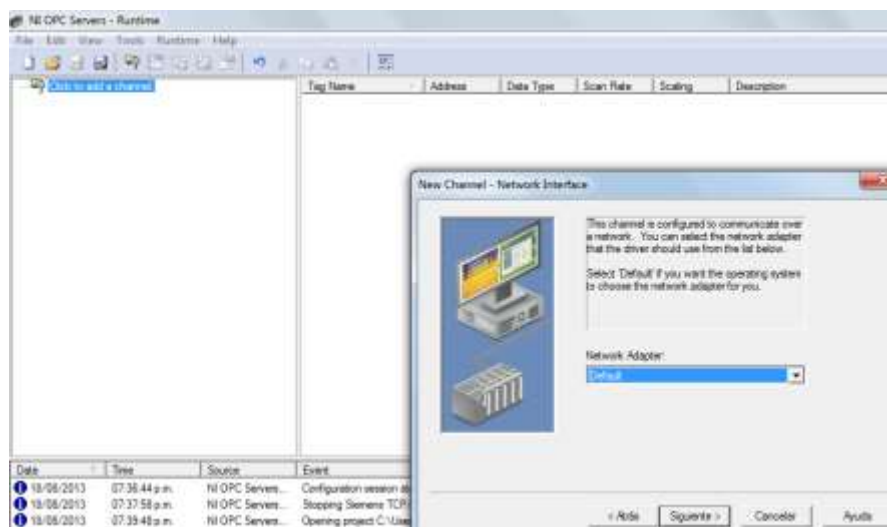 NI OPC Servers - Runtime
File Edit View Tools Runtime Help
Click to add a channel.
Tag Name Address Data Type Scan Rate Scaling Description
New Channel - Network Interface
This channel is configured to communicate over
a network. You can select the network adapter
that the driver should use from the list below.
Select 'Default' if you want the operating system
to choose the network adapter for you.
Network Adapter:
Default
Date Time Source Event
18/06/2013 07:36:44 p.m. NI OPC Servers... Configuration session
18/06/2013 07:37:58 p.m. NI OPC Servers... Stopping Siemens TCP
18/06/2013 07:39:48 p.m. NI OPC Servers... Opening project C:\Use
< Atrás Siguiente > Cancelar Ayuda